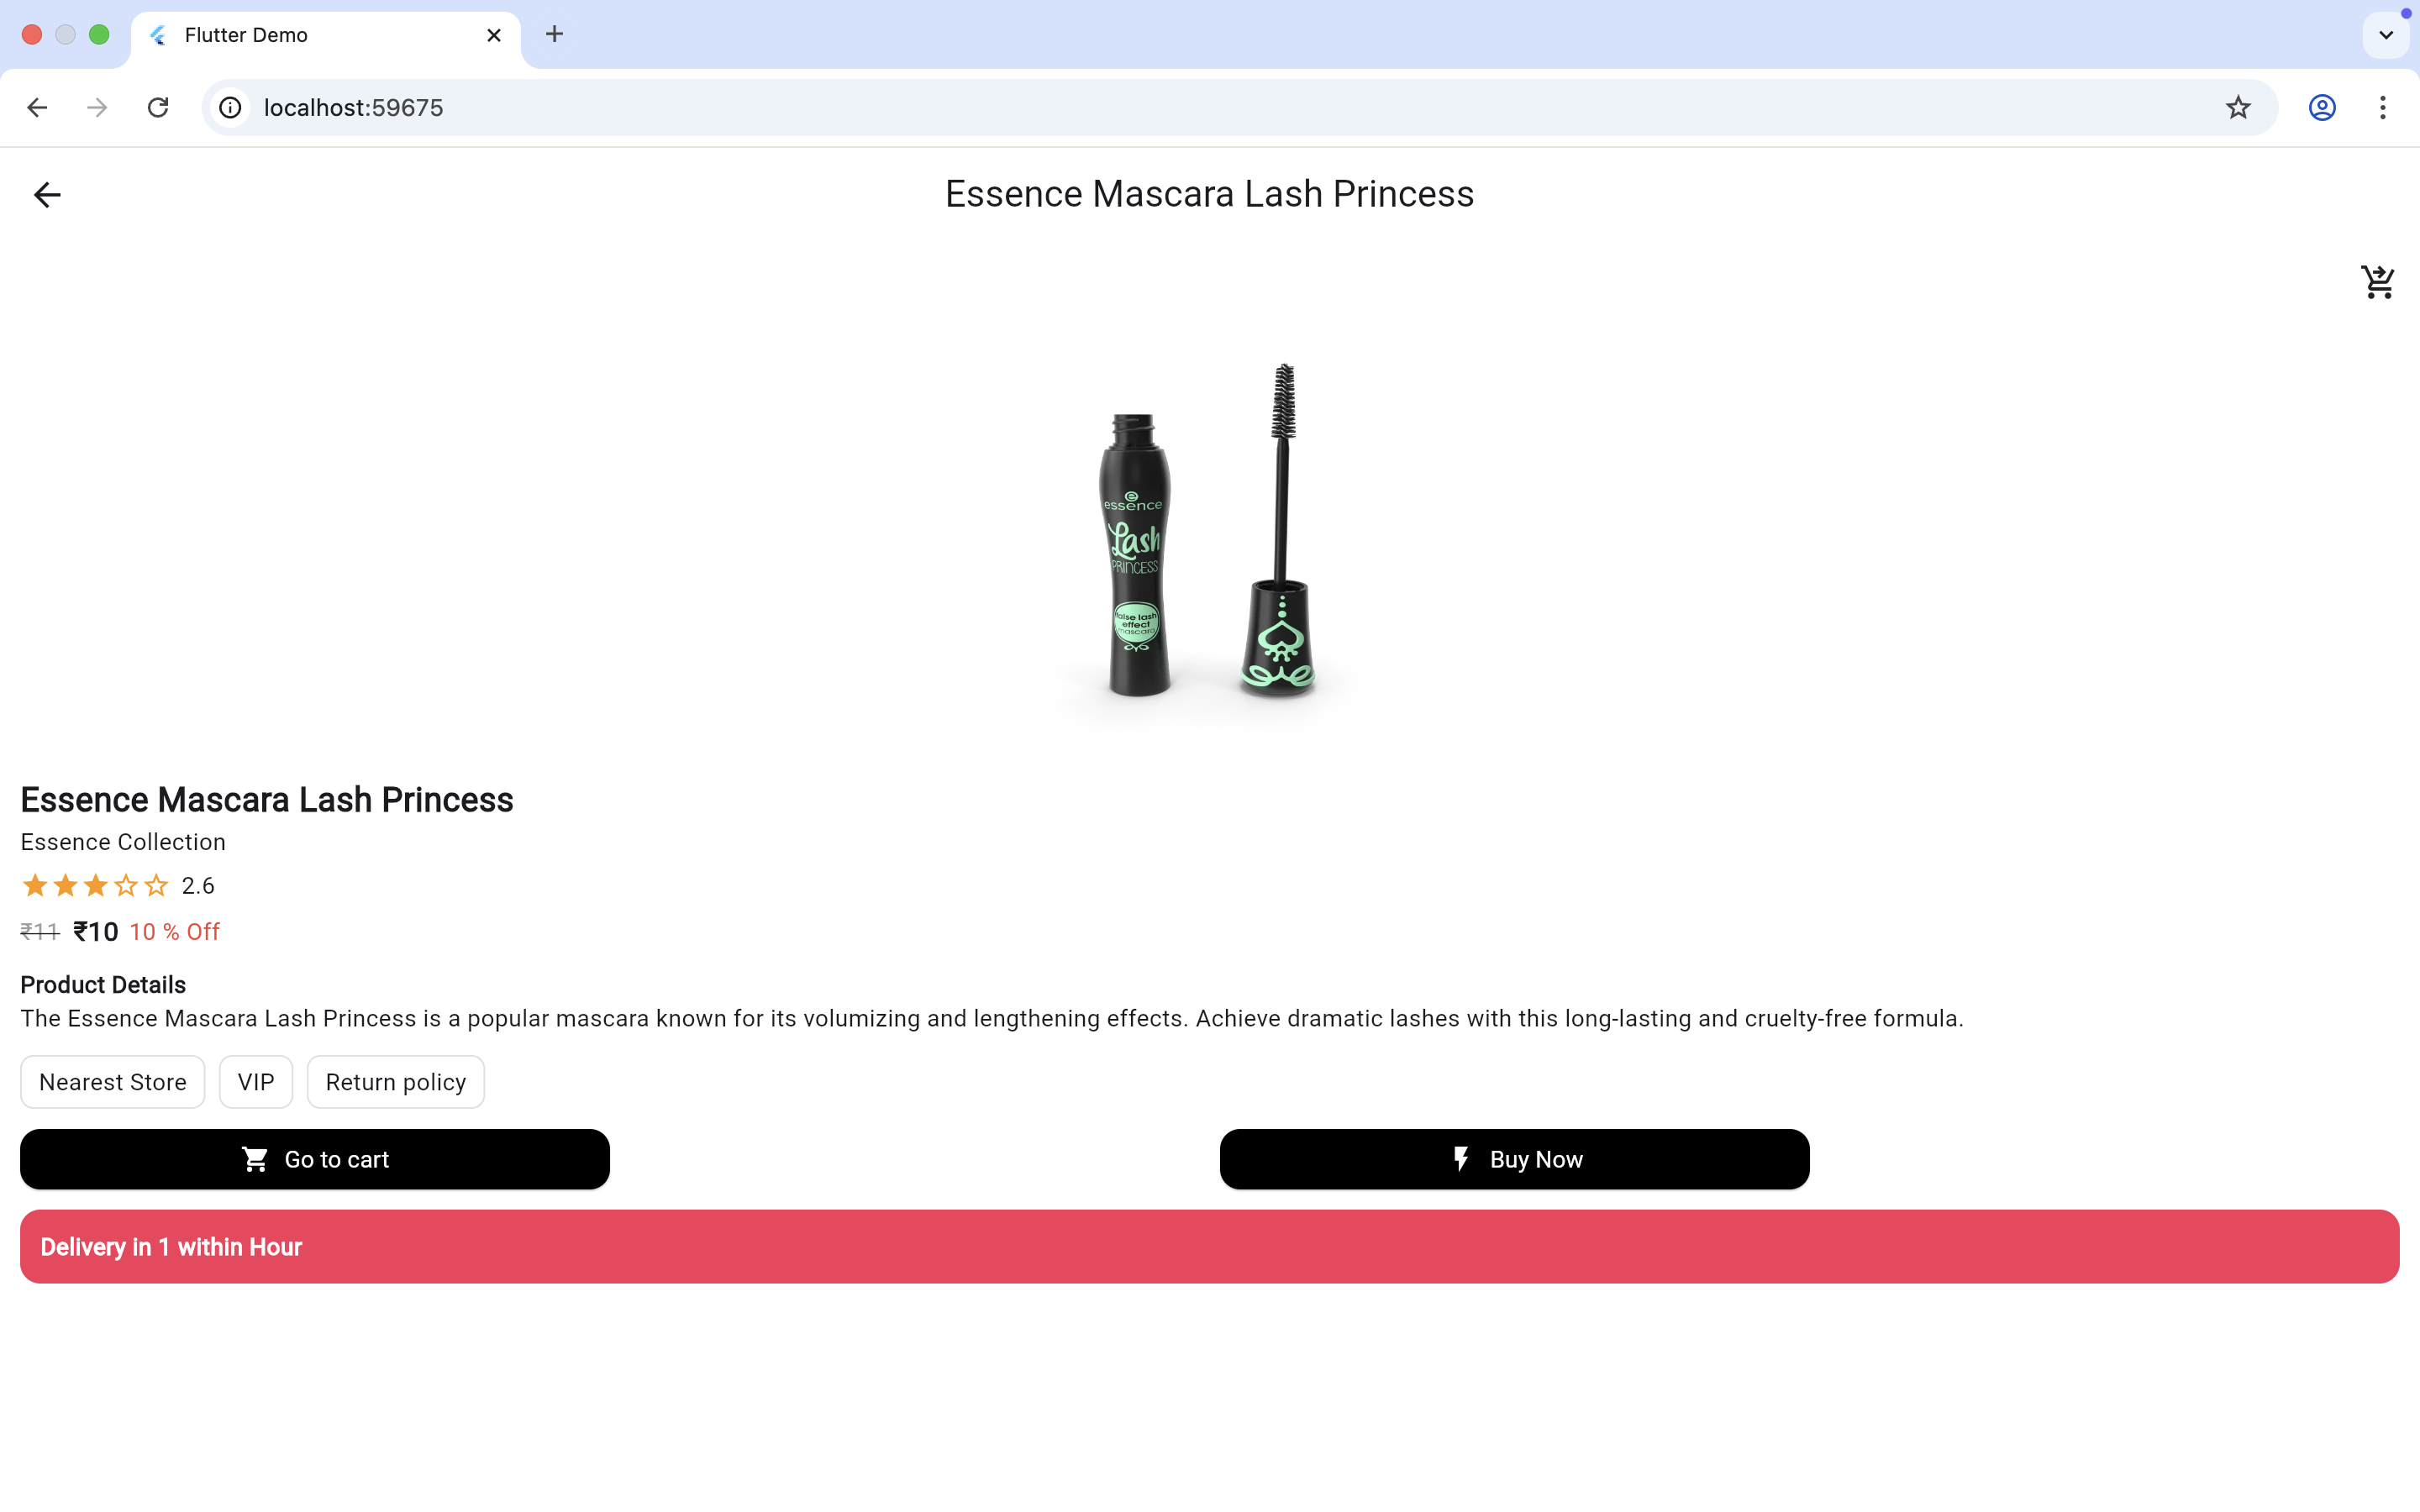 Flutter Demo
localhost:59675
Essence Mascara Lash Princess
essence
Lash
PRINCESS
false lash
effect
mascara
Essence Mascara Lash Princess
Essence Collection
2.6
₹11 ₹10 10 % Off
Product Details
The Essence Mascara Lash Princess is a popular mascara known for its volumizing and lengthening effects. Achieve dramatic lashes with this long-lasting and cruelty-free formula.
Nearest Store VIP Return policy
Go to cart Buy Now
Delivery in 1 within Hour